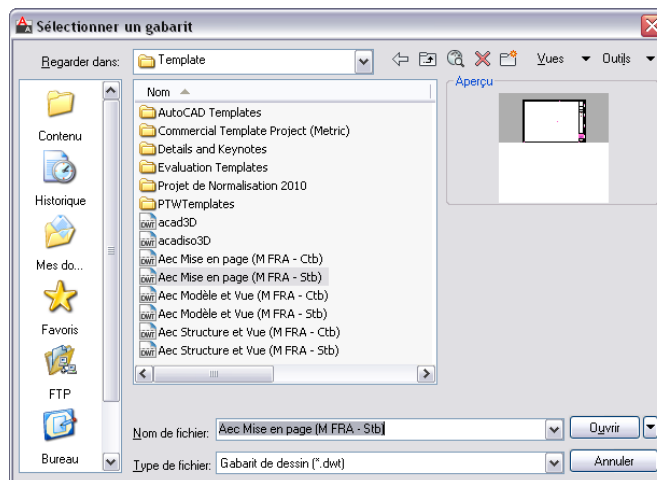 Sélectionner un gabarit
Regarder dans: Template
Vues Outils
Contenu
Historique
Mes do...
Favoris
FTP
Bureau
Nom
AutoCAD Templates
Commercial Template Project (Metric)
Details and Keynotes
Evaluation Templates
Projet de Normalisation 2010
PTWTemplates
acad3D
acadiso3D
Aec Mise en page (M FRA - Ctb)
Aec Mise en page (M FRA - Stb)
Aec Modèle et Vue (M FRA - Ctb)
Aec Modèle et Vue (M FRA - Stb)
Aec Structure et Vue (M FRA - Ctb)
Aec Structure et Vue (M FRA - Stb)
Aperçu
Nom de fichier: Aec Mise en page (M FRA - Stb) Ouvrir
Type de fichier: Gabarit de dessin (*.dwt) Annuler